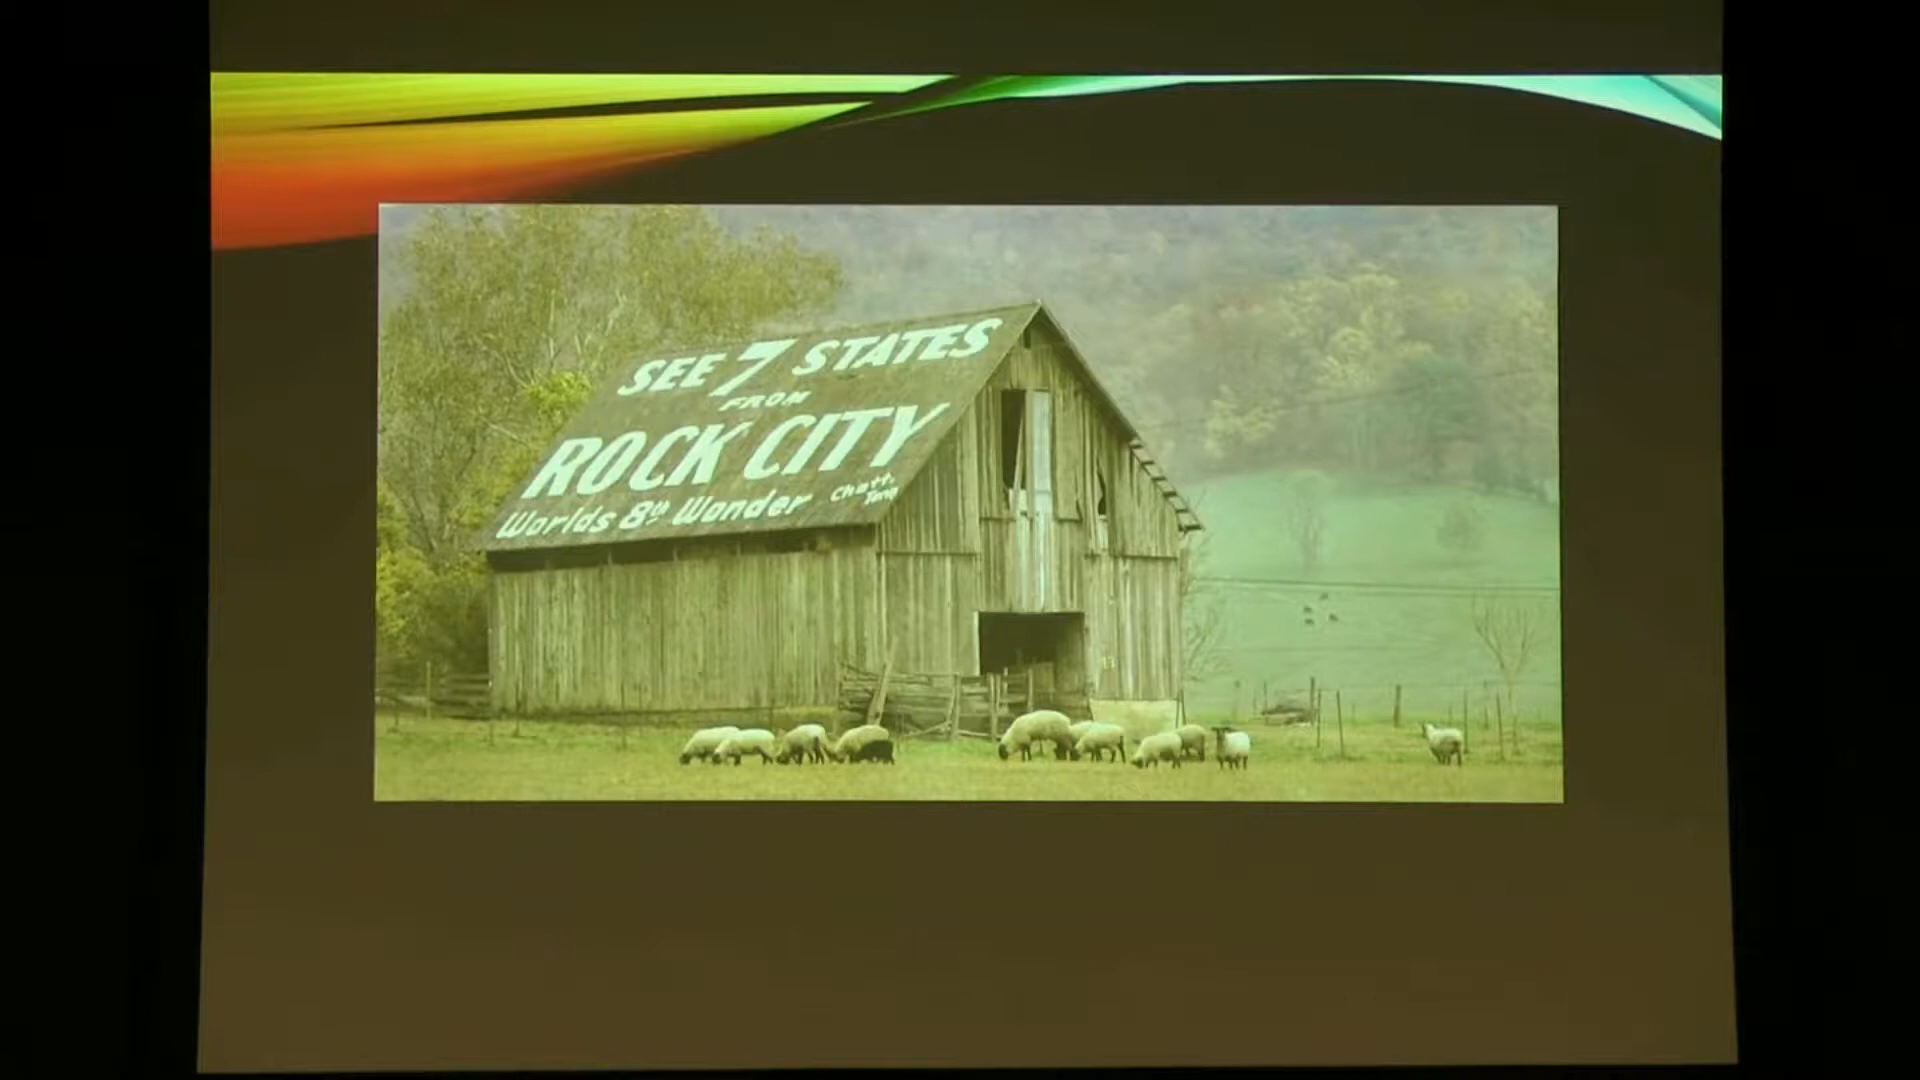 SEE 7 STATES
FROM
ROCK CITY
Worlds 8th Wonder Chatt.
Tenn